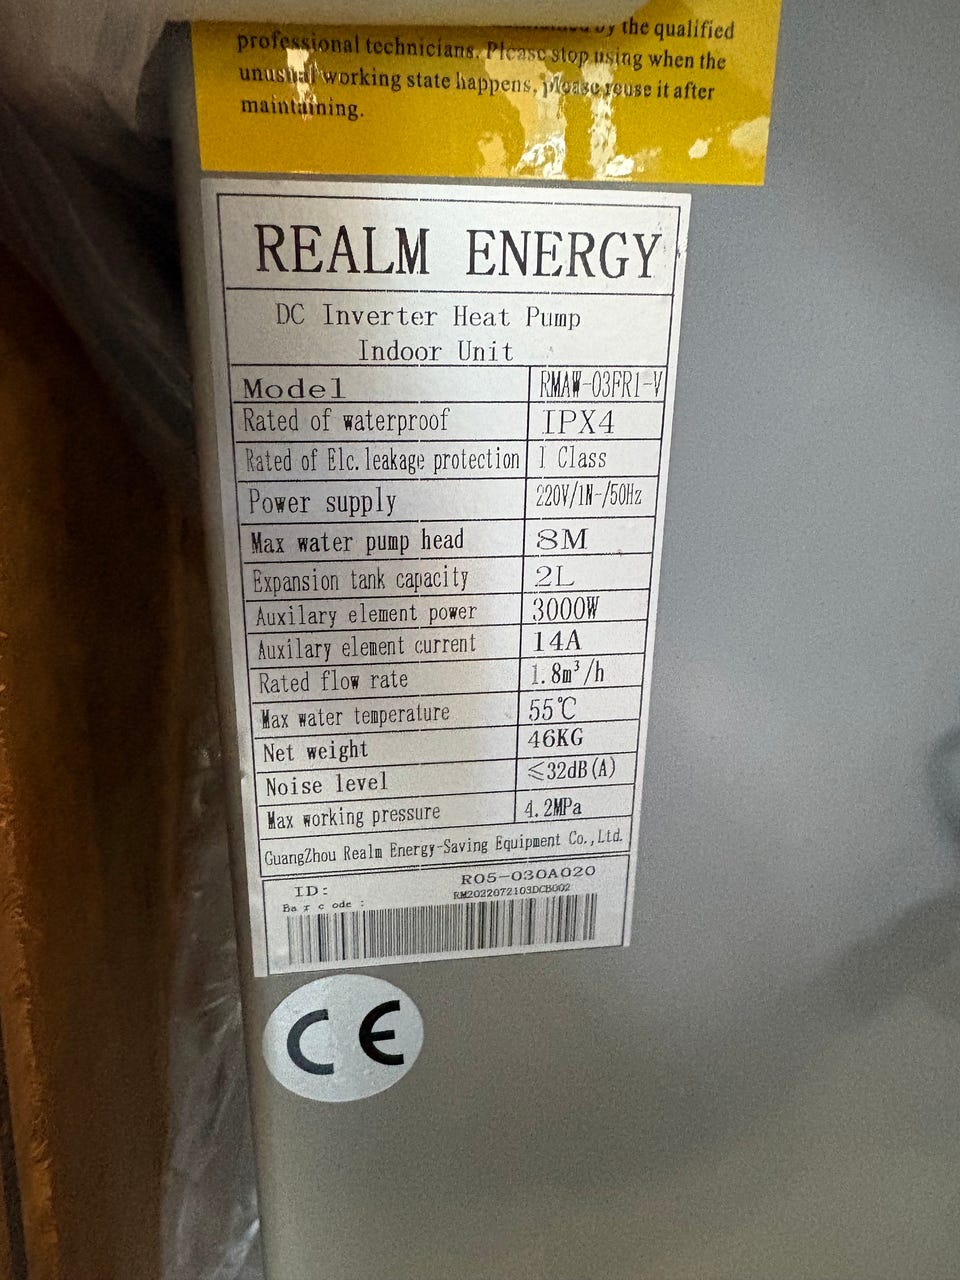 by the qualified
professional technicians. Please stop using when the
unusual working state happens, please reuse it after
maintaining.
REALM ENERGY
DC Inverter Heat Pump
Indoor Unit
Model RMAW-03FR1-V
Rated of waterproof IPX4
Rated of Elc. leakage protection I Class
Power supply 220V/1N~/50Hz
Max water pump head 8M
Expansion tank capacity 2L
Auxilary element power 3000W
Auxilary element current 14A
Rated flow rate 1.8m³/h
Max water temperature 55℃
Net weight 46KG
Noise level ≤32dB(A)
Max working pressure 4.2MPa
GuangZhou Realm Energy-Saving Equipment Co.,Ltd.
ID: R05-030A020
RM2022072103DCB002
Barcode:
CE